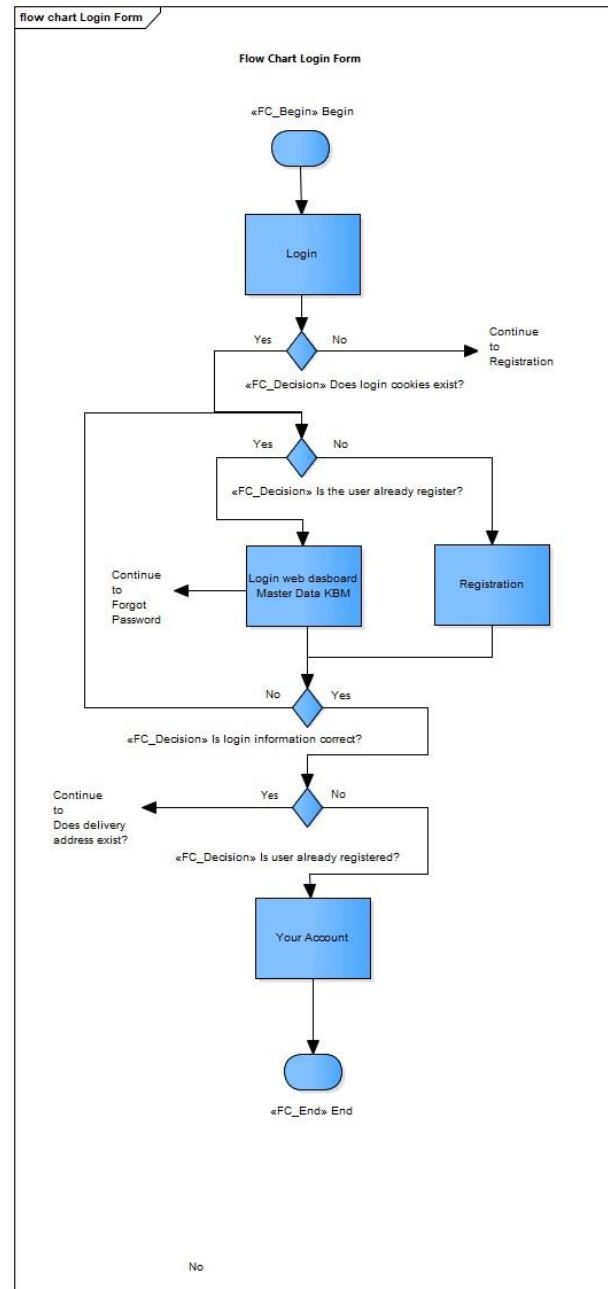 flow chart Login Form
Flow Chart Login Form
«FC_Begin» Begin
Login
Yes
No
Continue
to
Registration
«FC_Decision» Does login cookies exist?
Yes
No
«FC_Decision» Is the user already register?
Login web dasboard
Master Data KBM
Registration
Continue
to
Forgot
Password
No
Yes
«FC_Decision» Is login information correct?
Continue
to
Does delivery
address exist?
Yes
No
«FC_Decision» Is user already registered?
Your Account
«FC_End» End
No